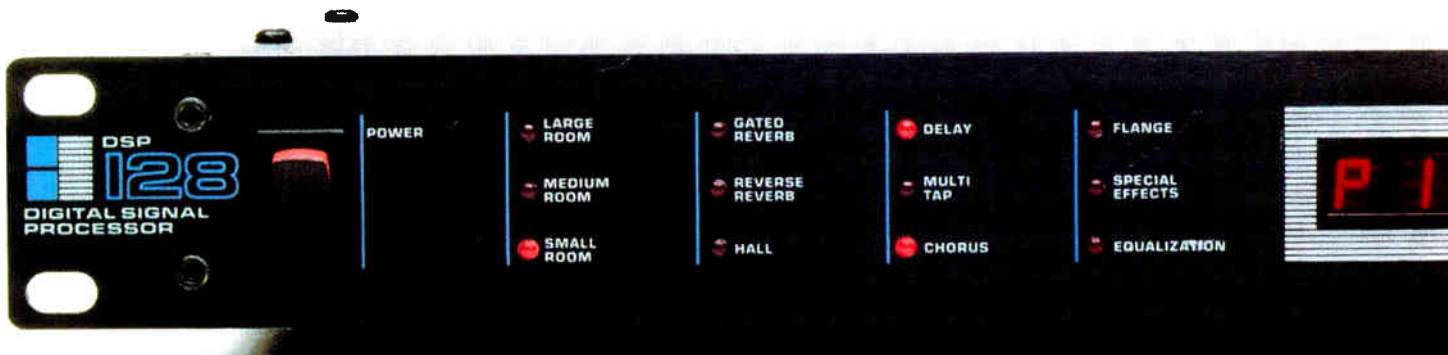 DSP
128
DIGITAL SIGNAL
PROCESSOR
POWER
LARGE
ROOM
MEDIUM
ROOM
SMALL
ROOM
GATED
REVERB
REVERSE
REVERB
HALL
DELAY
MULTI
TAP
CHORUS
FLANGE
SPECIAL
EFFECTS
EQUALIZATION
P 1